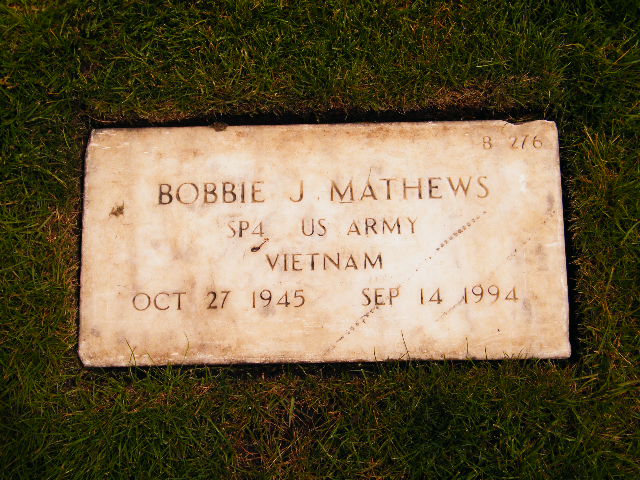 B 276
BOBBIE J MATHEWS
SP4 US ARMY
VIETNAM
OCT 27 1945 SEP 14 1994